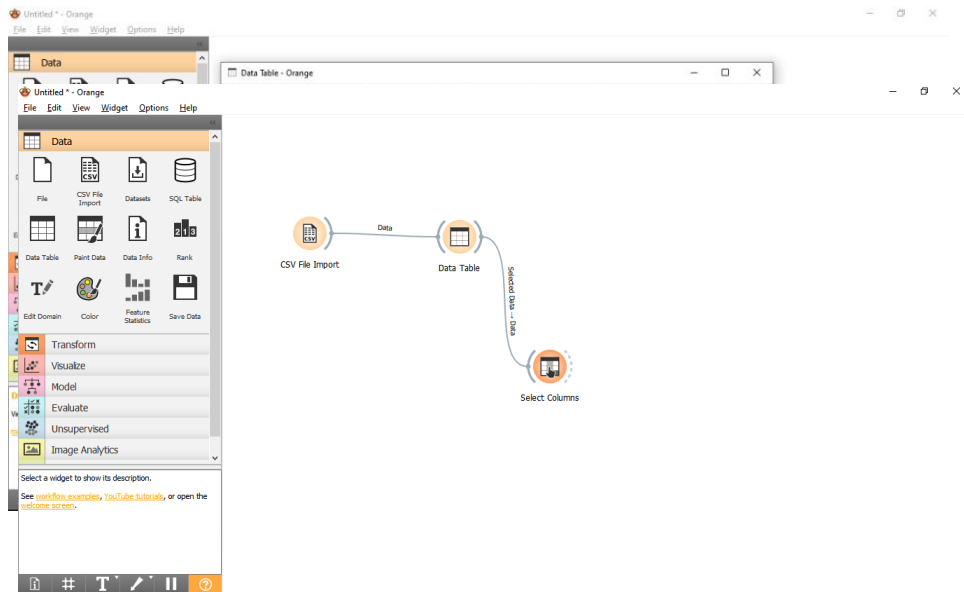 Untitled * - Orange
File Edit View Widget Options Help
Data
Data Table - Orange
Untitled * - Orange
File Edit View Widget Options Help
Data
File
CSV File Import
Datasets
SQL Table
Data Table
Paint Data
Data Info
Rank
Edit Domain
Color
Feature Statistics
Save Data
Transform
Visualize
Model
Evaluate
Unsupervised
Image Analytics
Select a widget to show its description.
See workflow examples, YouTube tutorials, or open the
welcome screen.
CSV File Import
Data
Data Table
Selected Data → Data
Select Columns